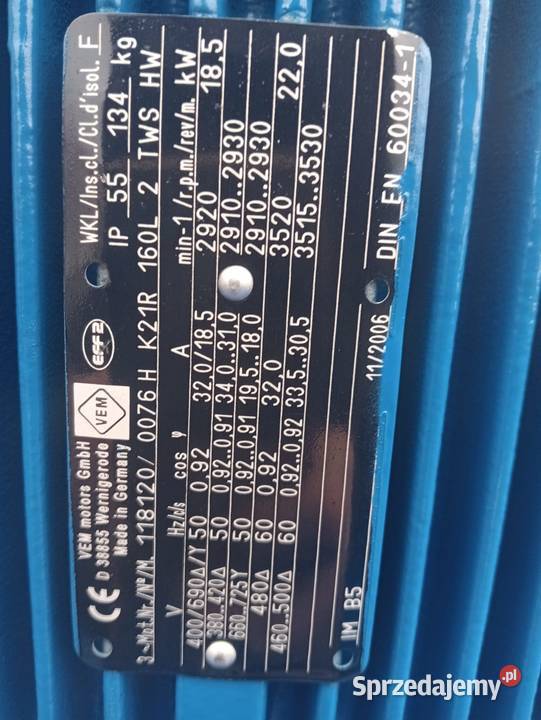 VEM motors GmbH
D 38855 Wernigerode
Made in Germany
CE
VEM
EFF2
WKL/Ins.cl./Cl.d'isol. F
IP 55 134 kg
3~Mot.Nr./Nº/M. 118120/ 0076 H K21R 160L 2 TWS HW
V Hz/c/s cos φ A min-1/r.p.m./rev/m. kW
400/690Δ/Y 50 0,92 32,0/18,5 2920 18,5
380..420Δ 50 0,92..0,91 34,0..31,0 2910..2930
660..725Y 50 0,92..0,91 19,5..18,0 2910..2930
480Δ 60 0,92 32,0 3520 22,0
460..500Δ 60 0,92..0,92 33,5..30,5 3515..3530
IM B5 11/2006 DIN EN 60034-1
Sprzedajemy.pl